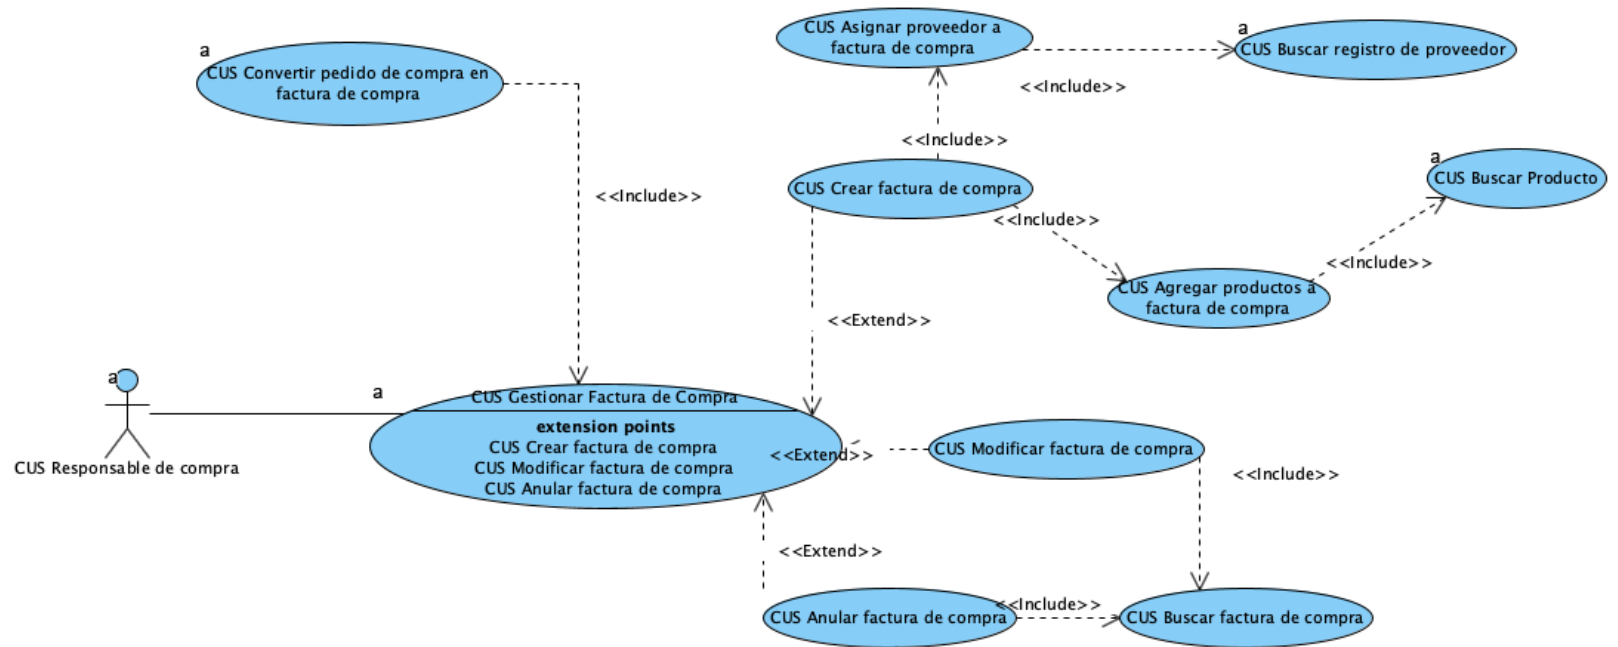 CUS Asignar proveedor a
factura de compra
a
CUS Buscar registro de proveedor
a
CUS Convertir pedido de compra en
factura de compra
<<Include>>
<<Include>>
a
CUS Buscar Producto
CUS Crear factura de compra
<<Include>>
<<Include>>
<<Include>>
CUS Agregar productos a
factura de compra
<<Extend>>
a
CUS Responsable de compra
a
CUS Gestionar Factura de Compra
extension points
CUS Crear factura de compra
CUS Modificar factura de compra
CUS Anular factura de compra
<<Extend>>
CUS Modificar factura de compra
<<Include>>
<<Extend>>
CUS Anular factura de compra
<<Include>>
CUS Buscar factura de compra